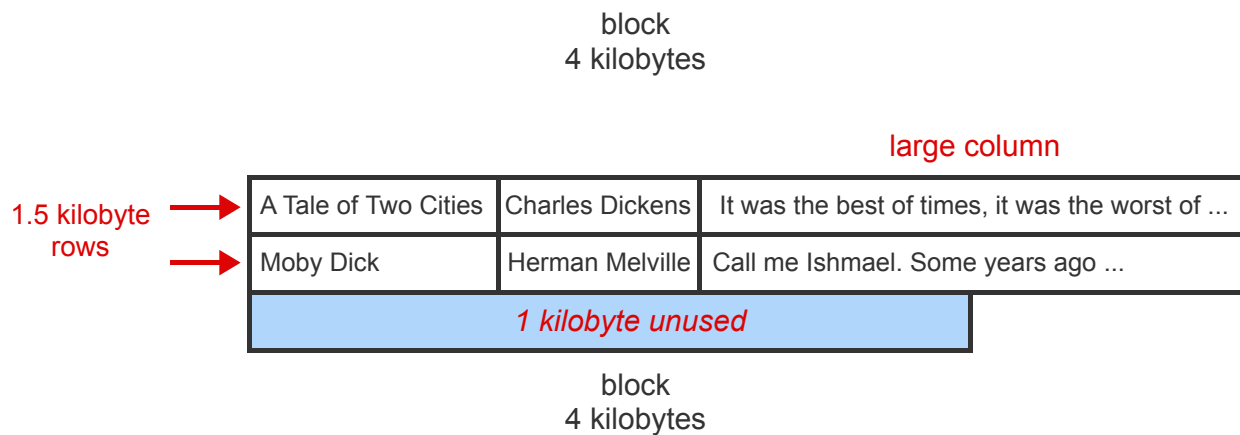 block
4 kilobytes
large column
1.5 kilobyte
rows
A Tale of Two Cities Charles Dickens It was the best of times, it was the worst of ...
Moby Dick Herman Melville Call me Ishmael. Some years ago ...
1 kilobyte unused
block
4 kilobytes